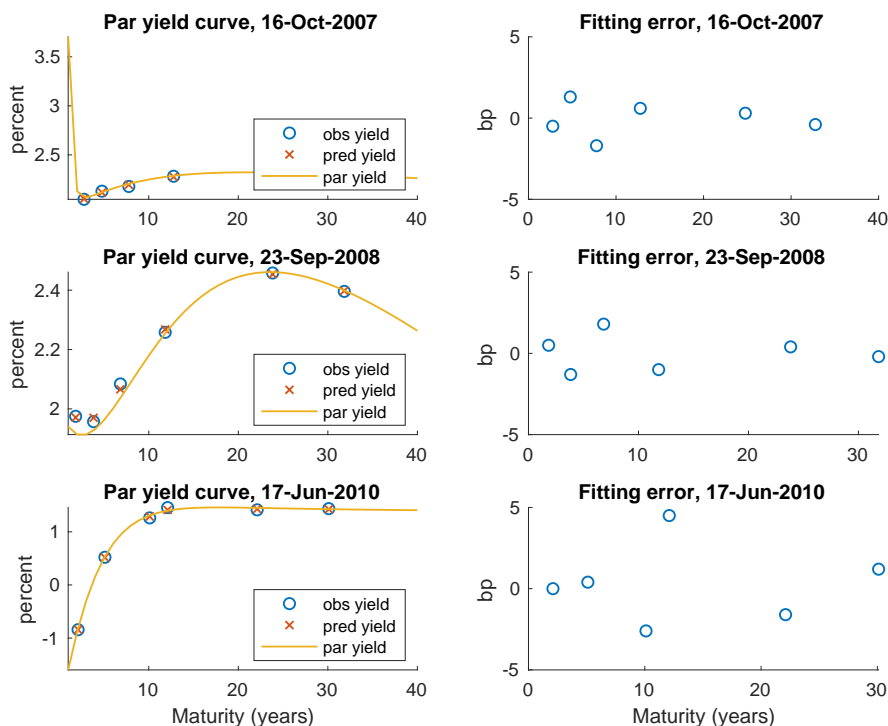 Par yield curve, 16-Oct-2007
percent
3.5
3
2.5
10
20
30
40
obs yield
pred yield
par yield
Fitting error, 16-Oct-2007
bp
5
0
-5
0
10
20
30
40
Par yield curve, 23-Sep-2008
percent
2.4
2.2
2
10
20
30
40
obs yield
pred yield
par yield
Fitting error, 23-Sep-2008
bp
5
0
-5
0
10
20
30
Par yield curve, 17-Jun-2010
percent
1
0
-1
10
20
30
40
Maturity (years)
obs yield
pred yield
par yield
Fitting error, 17-Jun-2010
bp
5
0
-5
0
10
20
30
Maturity (years)